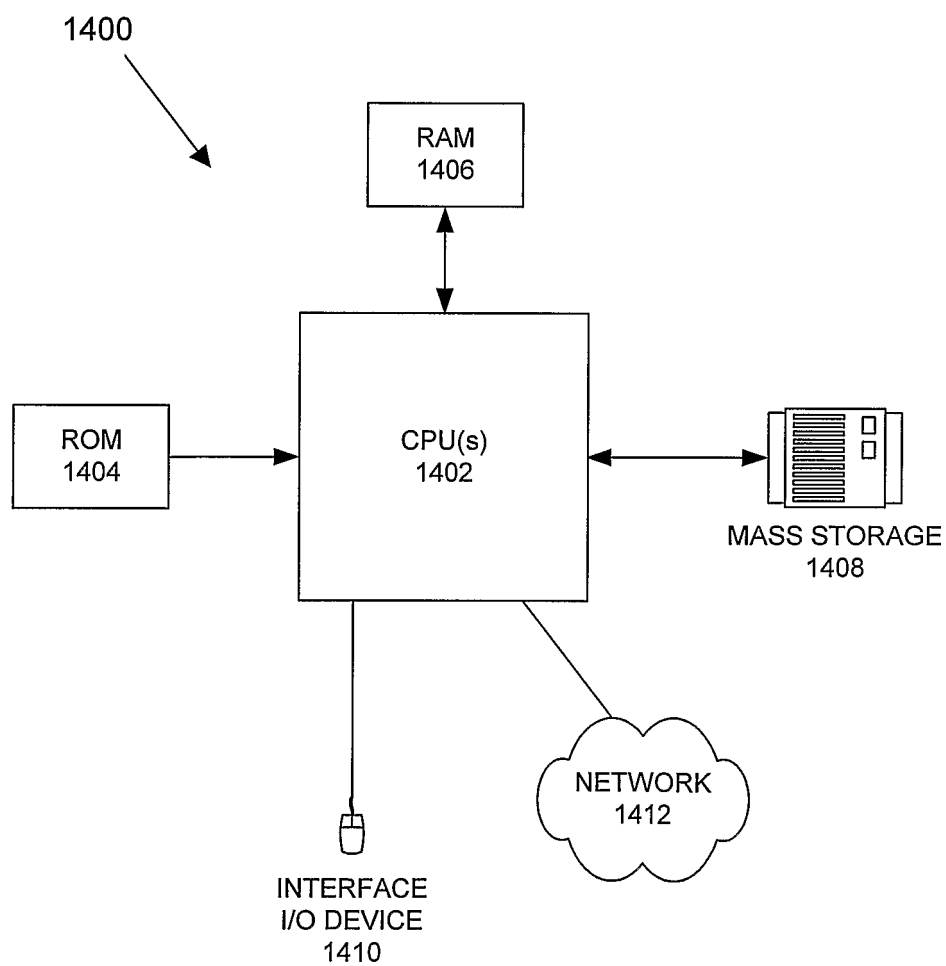 1400
RAM
1406
ROM
1404
CPU(s)
1402
MASS STORAGE
1408
NETWORK
1412
INTERFACE
I/O DEVICE
1410